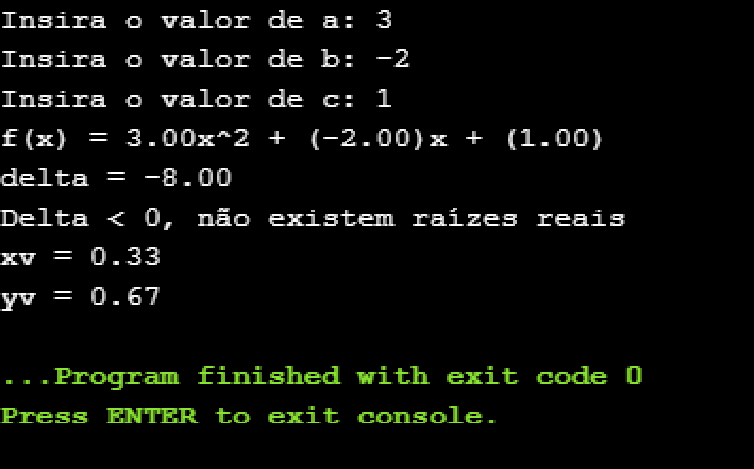 Insira o valor de a: 3
Insira o valor de b: -2
Insira o valor de c: 1
f(x) = 3.00x^2 + (-2.00)x + (1.00)
delta = -8.00
Delta < 0, não existem raízes reais
xv = 0.33
yv = 0.67
...Program finished with exit code 0
Press ENTER to exit console.